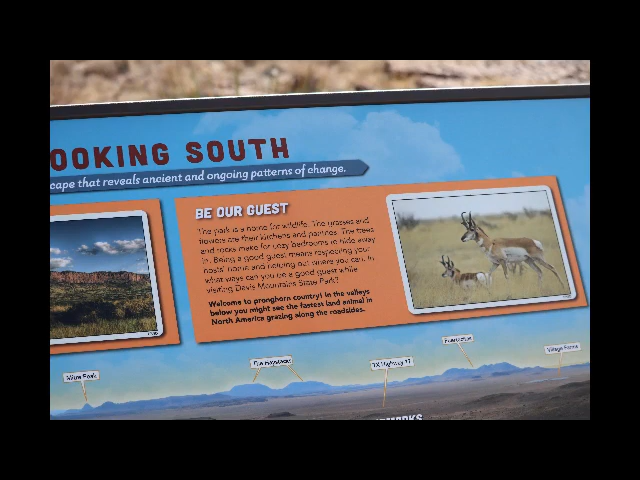 OOKING SOUTH
cape that reveals ancient and ongoing patterns of change.
BE OUR GUEST
The park is a home for wildlife. The grasses and
flowers are their kitchens and pantries. The trees
and rocks make for cozy bedrooms to hide away
in. Being a good guest means respecting your
hosts' home and helping out where you can. In
what ways can you be a good guest while
visiting Davis Mountains State Park?
Welcome to pronghorn country! In the valleys
below you might see the fastest land animal in
North America grazing along the roadsides.
Mitre Peak
TX Highway 17